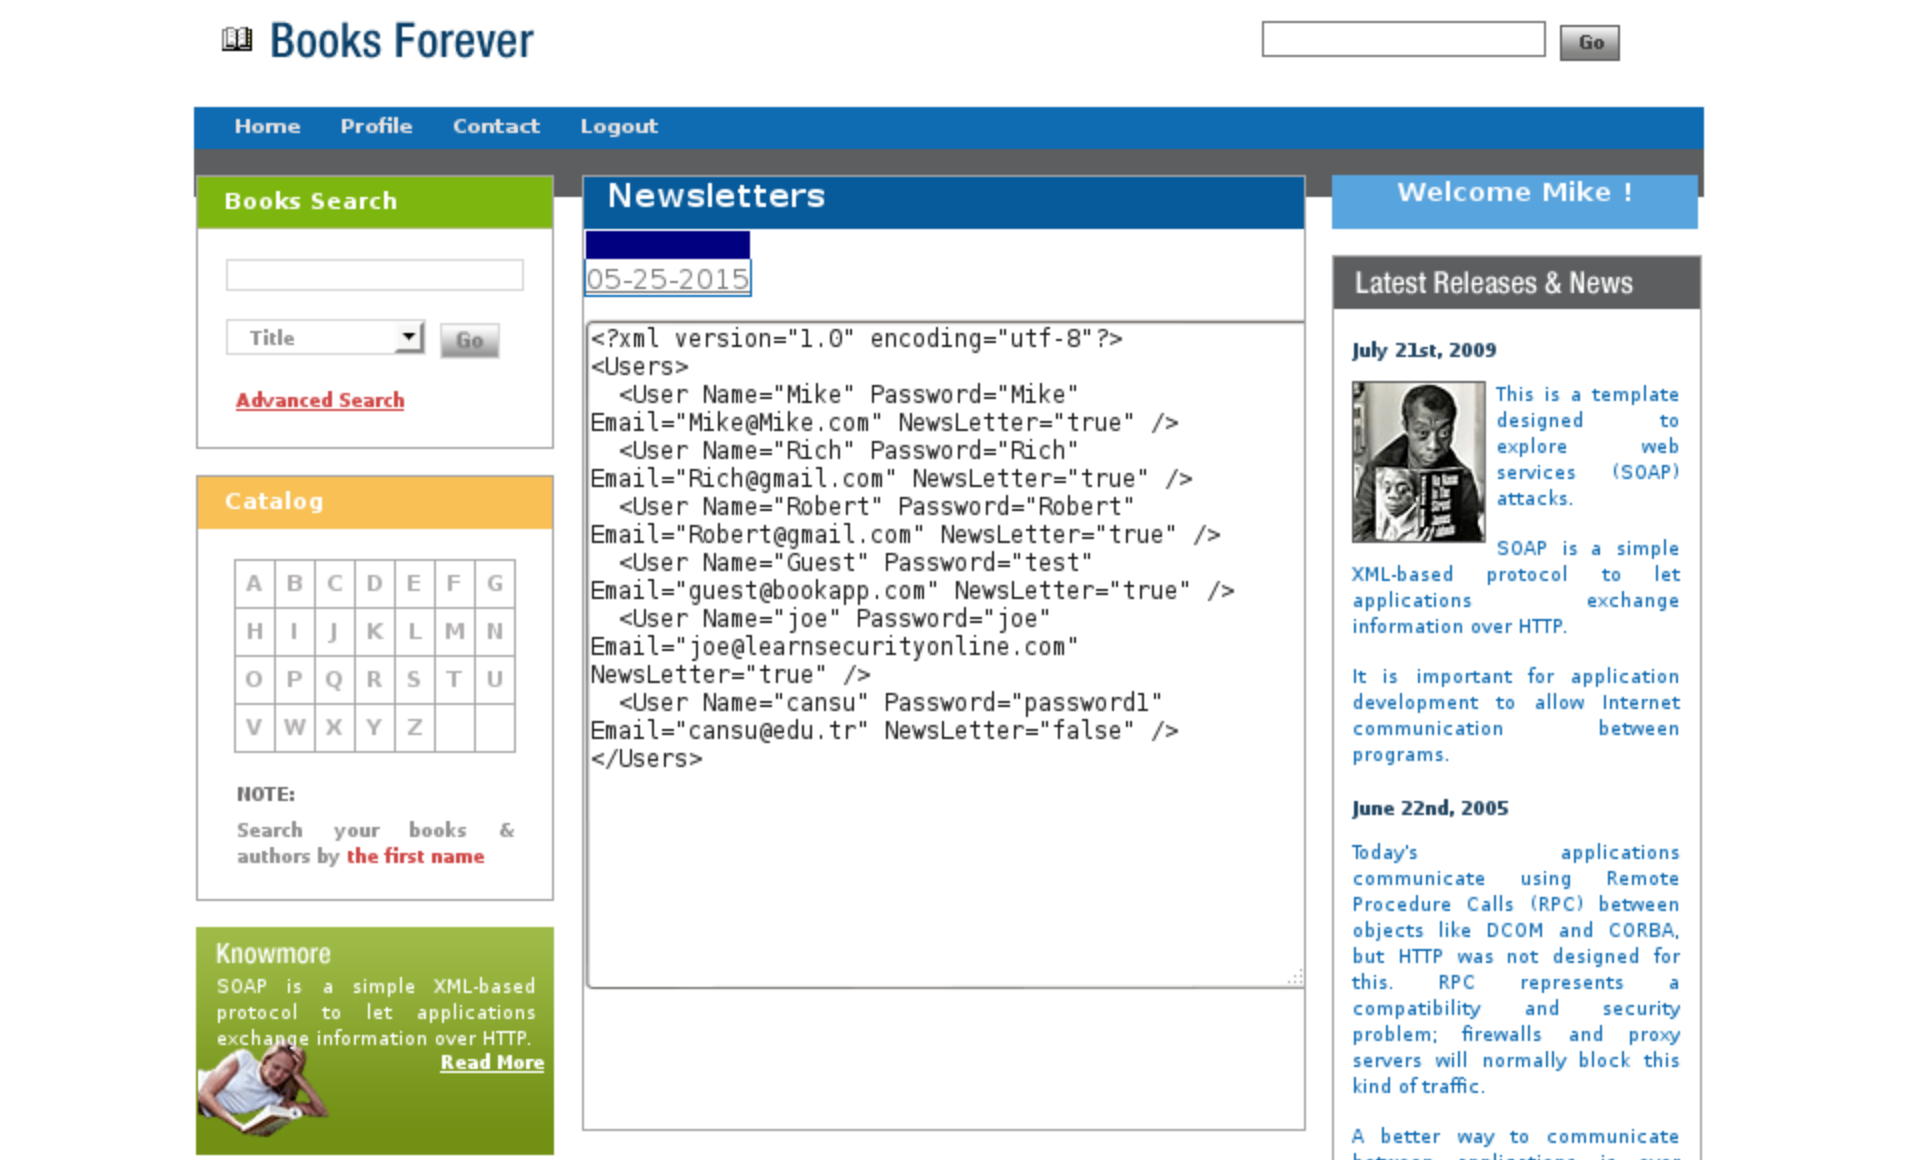 Books Forever
Go
Home Profile Contact Logout
Books Search
Title
Go
Advanced Search
Catalog
A B C D E F G
H I J K L M N
O P Q R S T U
V W X Y Z
NOTE:
Search your books &
authors by the first name
Knowmore
SOAP is a simple XML-based
protocol to let applications
exchange information over HTTP.
Read More
Newsletters
05-25-2015
<?xml version="1.0" encoding="utf-8"?>
<Users>
  <User Name="Mike" Password="Mike"
Email="Mike@Mike.com" NewsLetter="true" />
  <User Name="Rich" Password="Rich"
Email="Rich@gmail.com" NewsLetter="true" />
  <User Name="Robert" Password="Robert"
Email="Robert@gmail.com" NewsLetter="true" />
  <User Name="Guest" Password="test"
Email="guest@bookapp.com" NewsLetter="true" />
  <User Name="joe" Password="joe"
Email="joe@learnsecurityonline.com"
NewsLetter="true" />
  <User Name="cansu" Password="password1"
Email="cansu@edu.tr" NewsLetter="false" />
</Users>
Welcome Mike !
Latest Releases & News
July 21st, 2009
This is a template
designed to
explore web
services (SOAP)
attacks.
SOAP is a simple
XML-based protocol to let
applications exchange
information over HTTP.
It is important for application
development to allow Internet
communication between
programs.
June 22nd, 2005
Today's applications
communicate using Remote
Procedure Calls (RPC) between
objects like DCOM and CORBA,
but HTTP was not designed for
this. RPC represents a
compatibility and security
problem; firewalls and proxy
servers will normally block this
kind of traffic.
A better way to communicate
between applications is over